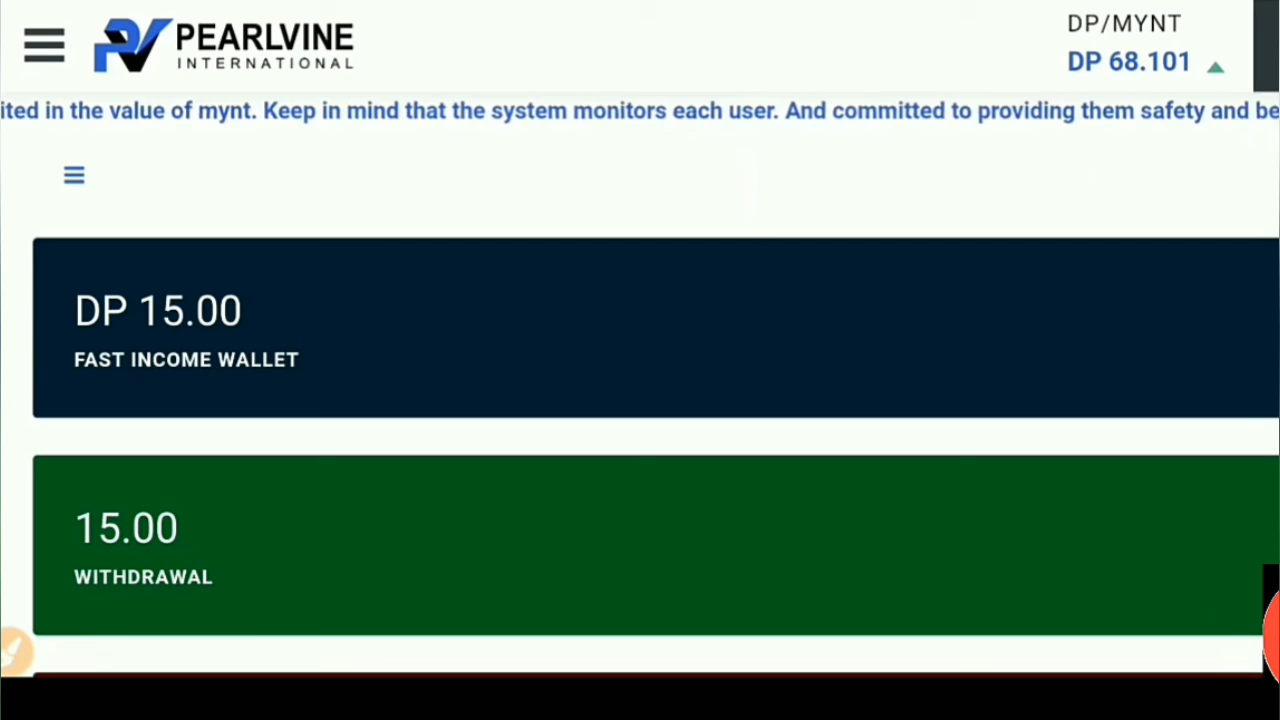 PEARLVINE
INTERNATIONAL
DP/MYNT
DP 68.101
ited in the value of mynt. Keep in mind that the system monitors each user. And committed to providing them safety and be
DP 15.00
FAST INCOME WALLET
15.00
WITHDRAWAL